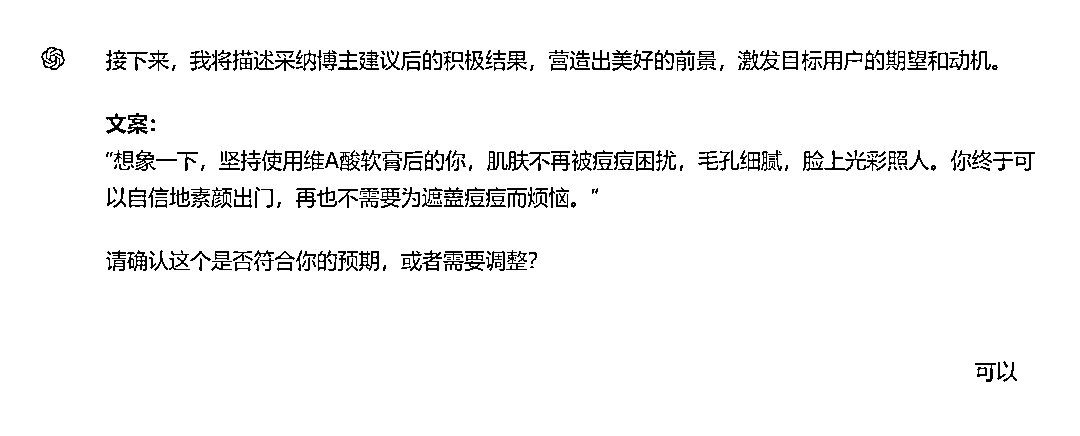 接下来，我将描述采纳博主建议后的积极结果，营造出美好的前景，激发目标用户的期望和动机。
文案：
“想象一下，坚持使用维A酸软膏后的你，肌肤不再被痘痘困扰，毛孔细腻，脸上光彩照人。你终于可
以自信地素颜出门，再也不需要为遮盖痘痘而烦恼。”
请确认这个是否符合你的预期，或者需要调整？
可以